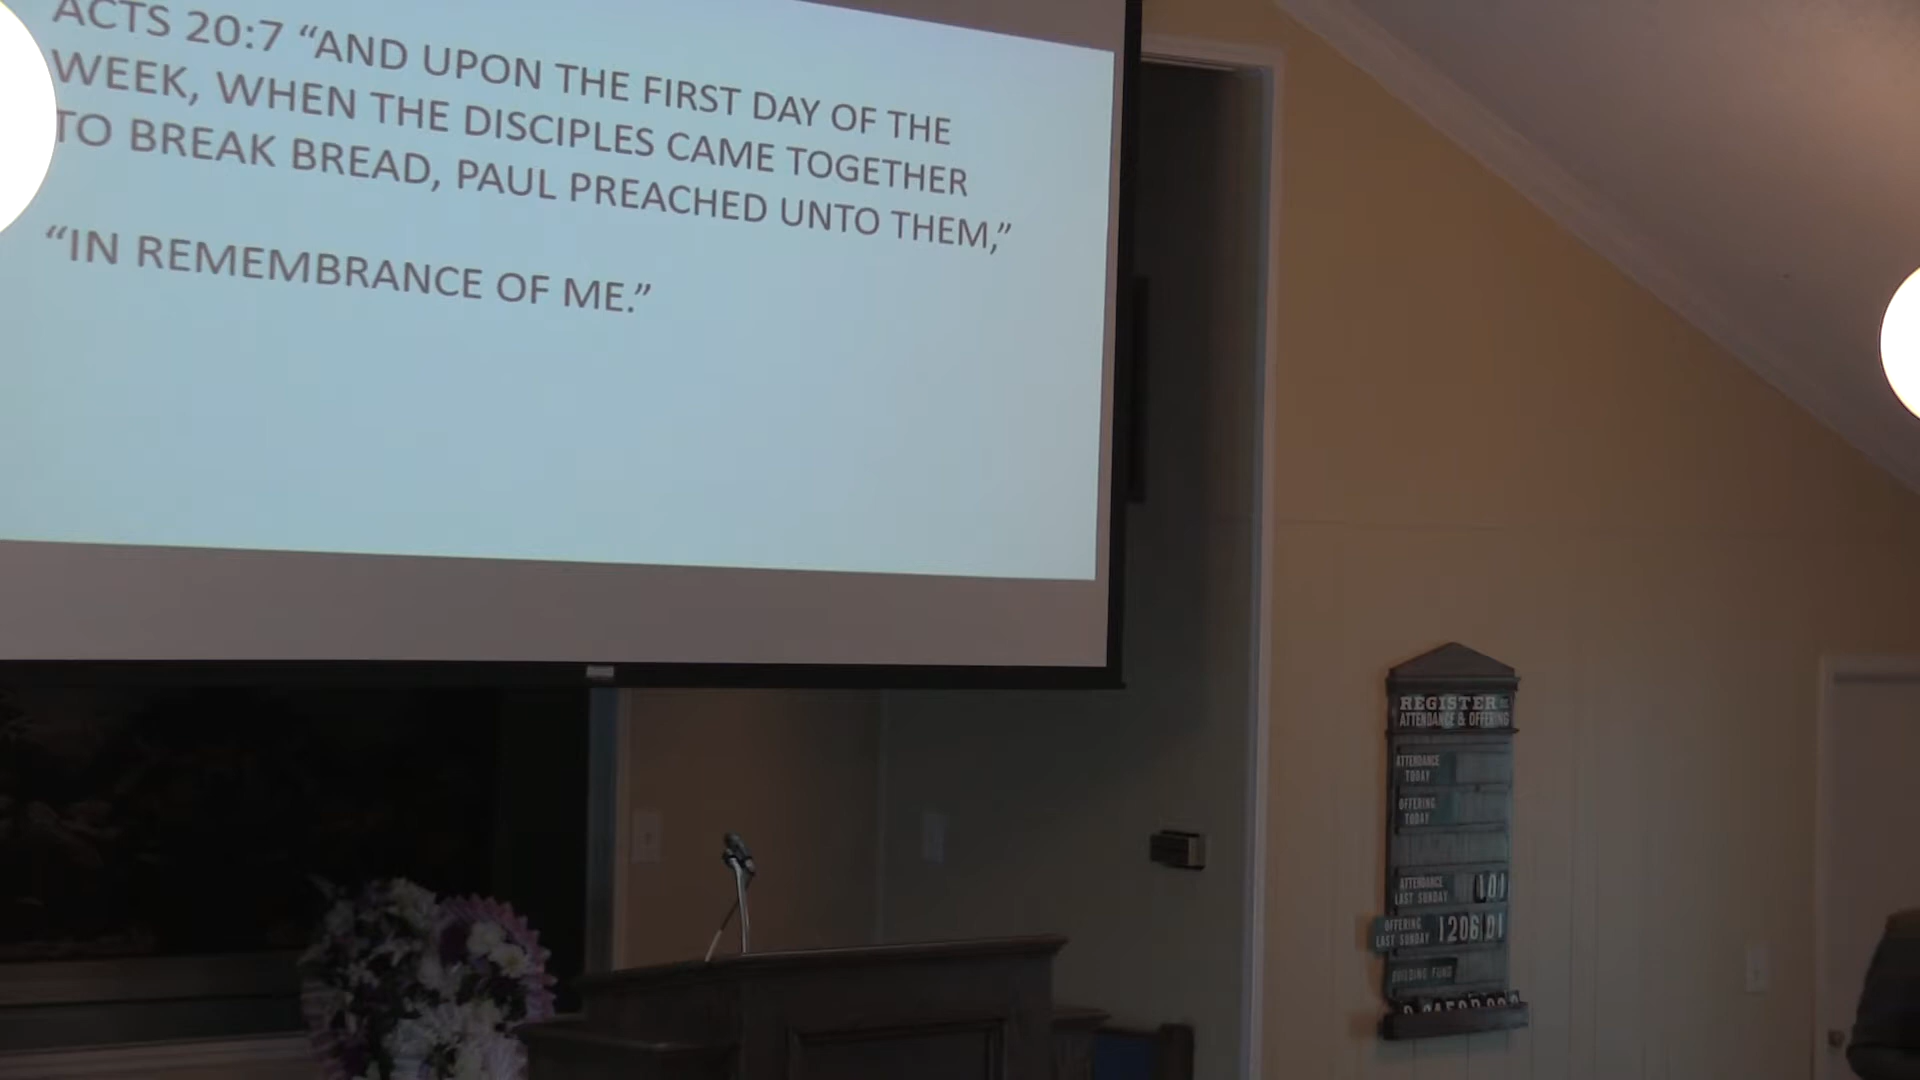 ACTS 20:7 “AND UPON THE FIRST DAY OF THE
WEEK, WHEN THE DISCIPLES CAME TOGETHER
TO BREAK BREAD, PAUL PREACHED UNTO THEM,”
“IN REMEMBRANCE OF ME.”
REGISTER
ATTENDANCE & OFFERING
ATTENDANCE
TODAY
OFFERING
TODAY
ATTENDANCE
LAST SUNDAY 101
OFFERING
LAST SUNDAY 1206 01
BUILDING FUND